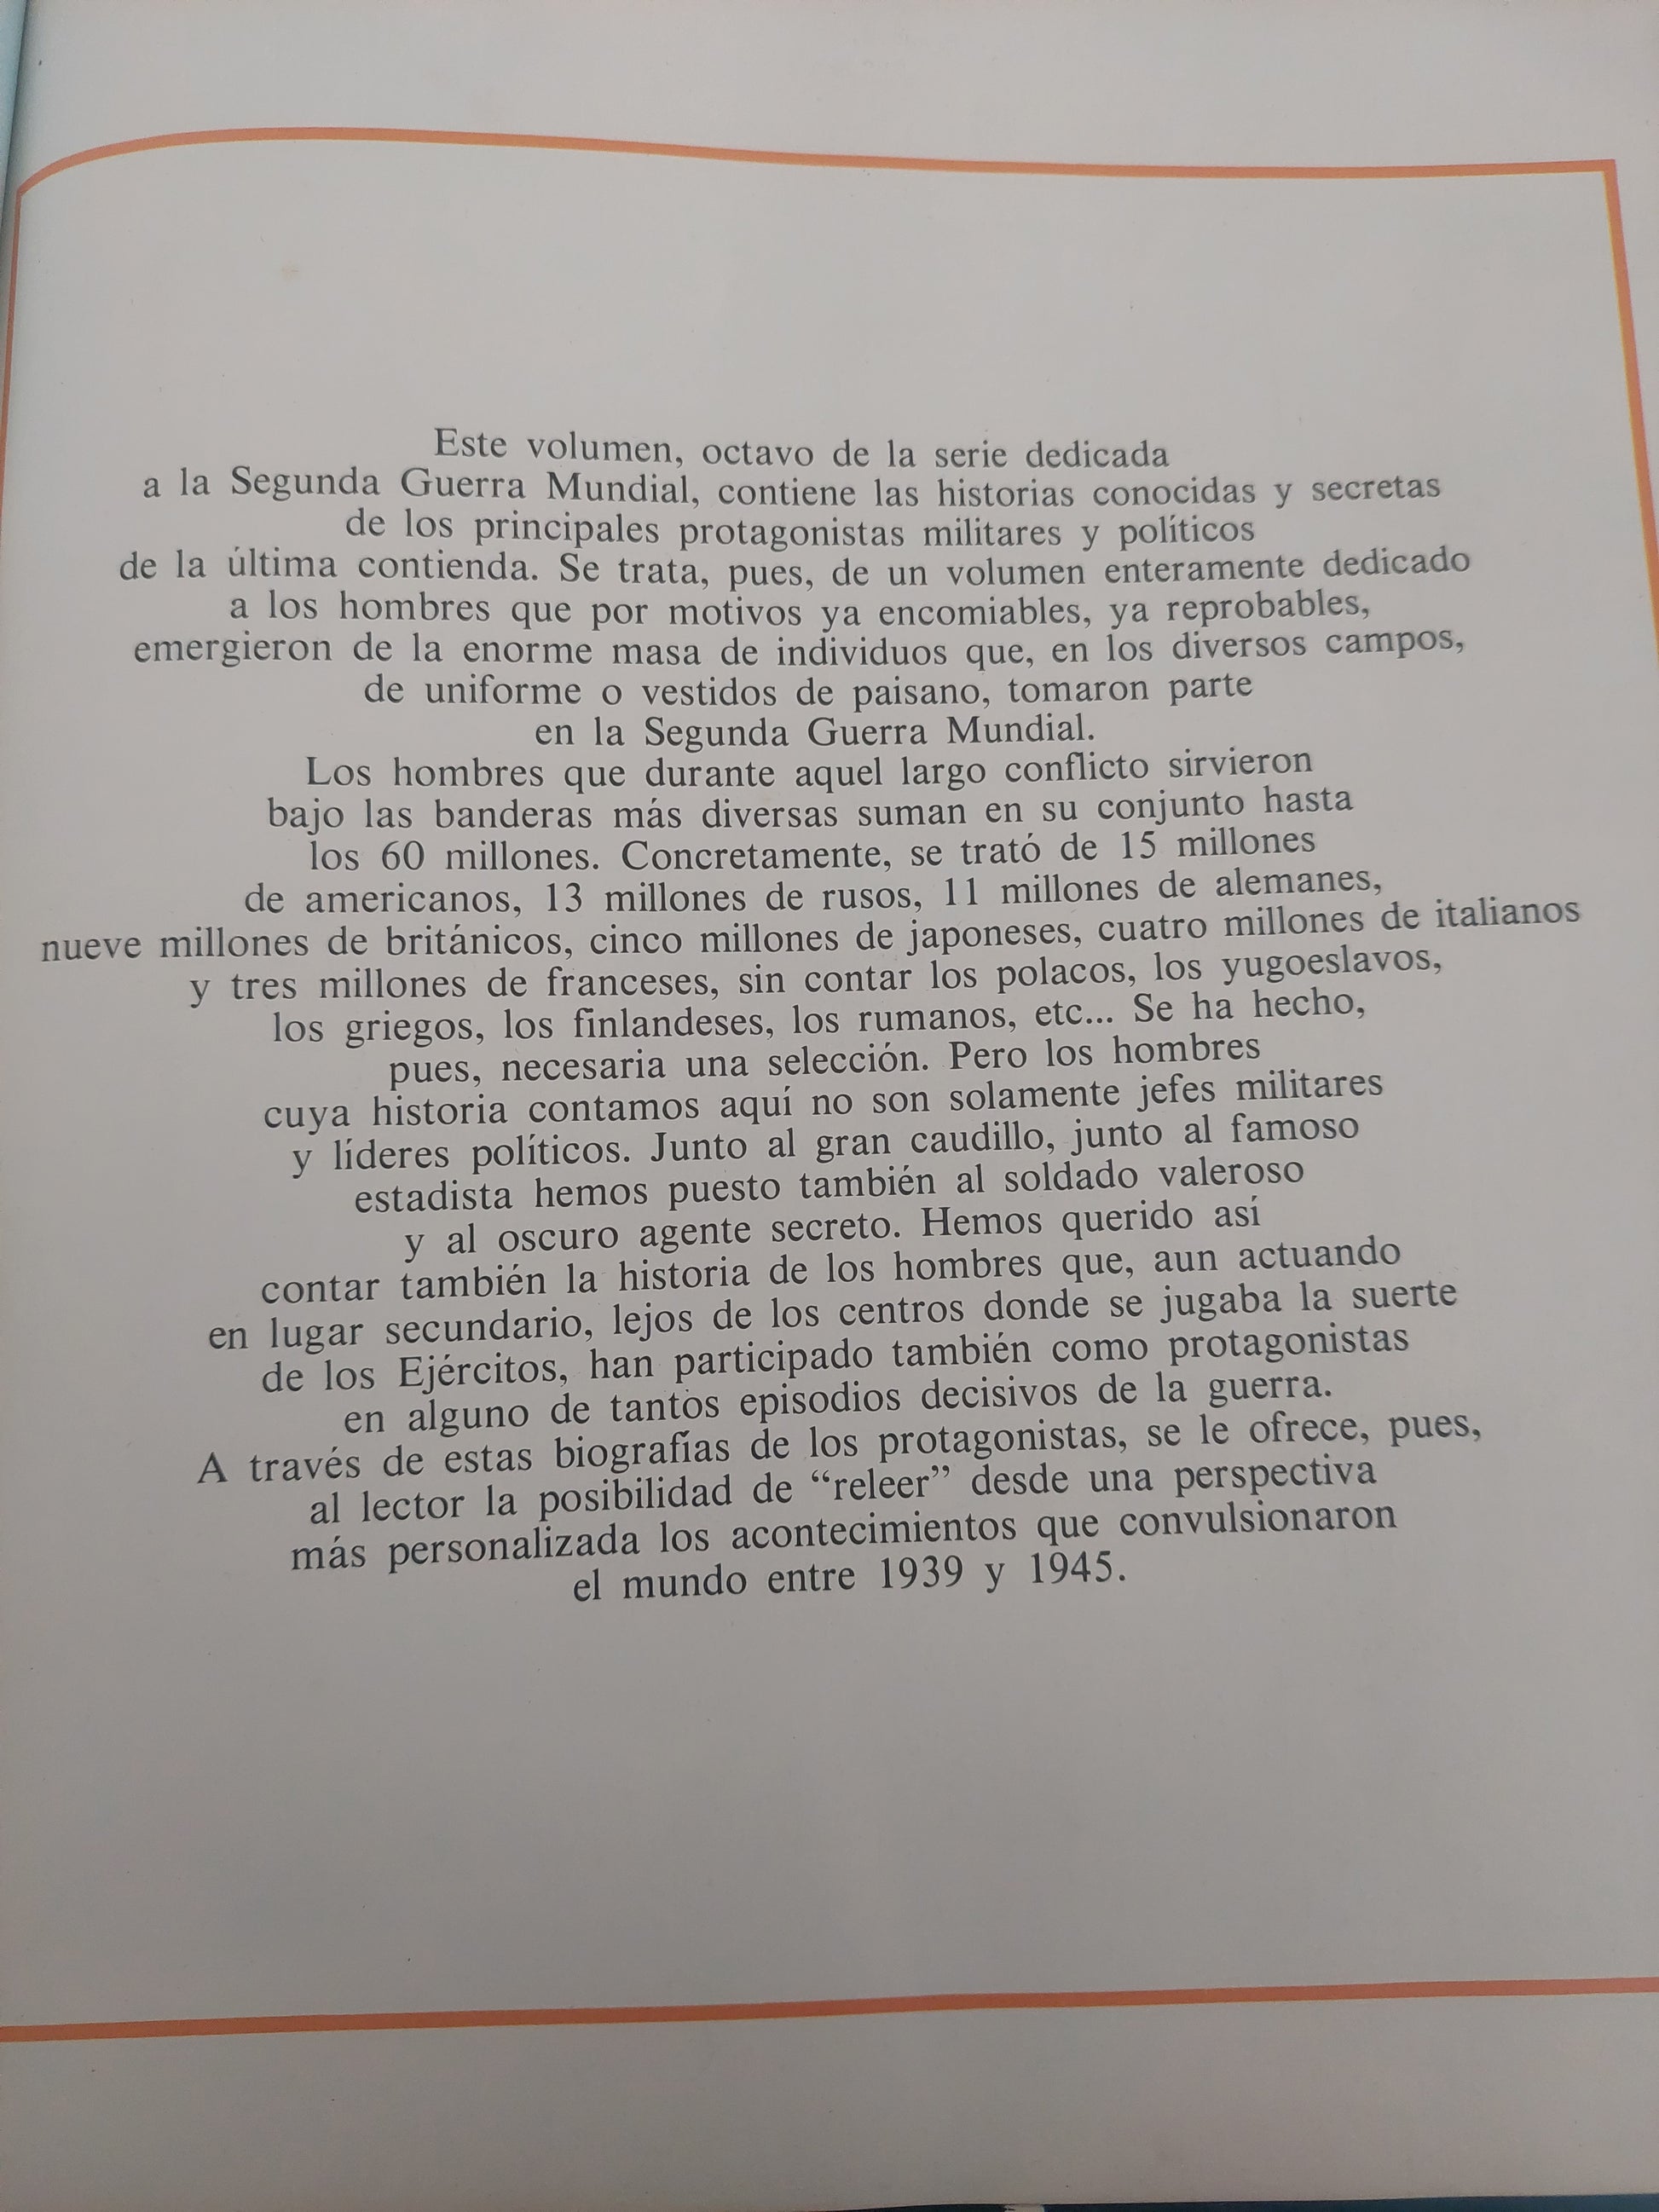 Este volumen, octavo de la serie dedicada
a la Segunda Guerra Mundial, contiene las historias conocidas y secretas
de los principales protagonistas militares y políticos
de la última contienda. Se trata, pues, de un volumen enteramente dedicado
a los hombres que por motivos ya encomiables, ya reprobables,
emergieron de la enorme masa de individuos que, en los diversos campos,
de uniforme o vestidos de paisano, tomaron parte
en la Segunda Guerra Mundial.
Los hombres que durante aquel largo conflicto sirvieron
bajo las banderas más diversas suman en su conjunto hasta
los 60 millones. Concretamente, se trató de 15 millones
de americanos, 13 millones de rusos, 11 millones de alemanes,
nueve millones de británicos, cinco millones de japoneses, cuatro millones de italianos
y tres millones de franceses, sin contar los polacos, los yugoeslavos,
los griegos, los finlandeses, los rumanos, etc... Se ha hecho,
pues, necesaria una selección. Pero los hombres
cuya historia contamos aquí no son solamente jefes militares
y líderes políticos. Junto al gran caudillo, junto al famoso
estadista hemos puesto también al soldado valeroso
y al oscuro agente secreto. Hemos querido así
contar también la historia de los hombres que, aun actuando
en lugar secundario, lejos de los centros donde se jugaba la suerte
de los Ejércitos, han participado también como protagonistas
en alguno de tantos episodios decisivos de la guerra.
A través de estas biografías de los protagonistas, se le ofrece, pues,
al lector la posibilidad de “releer” desde una perspectiva
más personalizada los acontecimientos que convulsionaron
el mundo entre 1939 y 1945.